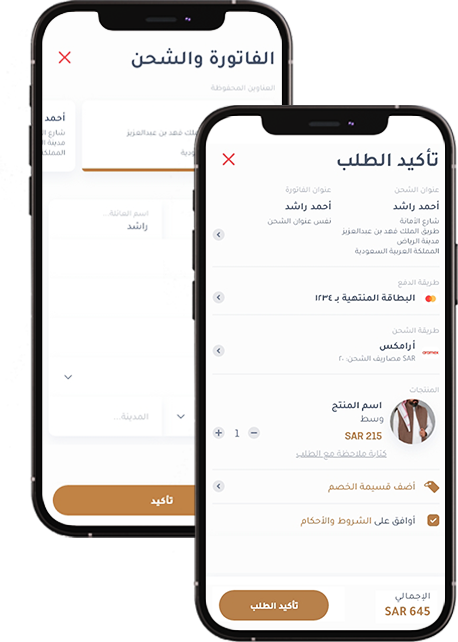 الفاتورة والشحن
العناوين المحفوظة
أحمد
شارع
مدينة
المملكة
الملك فهد بن عبدالعزيز
اسم العائلة...
راشد
المدينة...
تأكيد
تأكيد الطلب
عنوان الشحن
عنوان الفاتورة
أحمد راشد
أحمد راشد
شارع الأمانة
نفس عنوان الشحن
طريق الملك فهد بن عبدالعزيز
مدينة الرياض
المملكة العربية السعودية
طريقة الدفع
البطاقة المنتهية بـ ١٢٣٤
طريقة الشحن
aramex
أرامكس
SAR مصاريف الشحن: ٢٠
المنتجات
اسم المنتج
وسط
SAR 215
+ 1 −
كتابة ملاحظة مع الطلب
أضف قسيمة الخصم
أوافق على الشروط والأحكام
الإجمالي
SAR 645
تأكيد الطلب